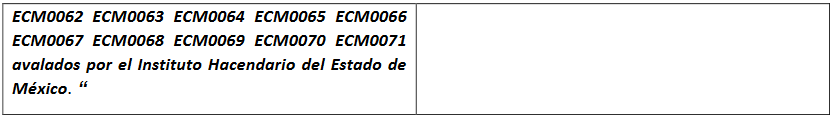 ECM0062 ECM0063 ECM0064 ECM0065 ECM0066
ECM0067 ECM0068 ECM0069 ECM0070 ECM0071
avalados por el Instituto Hacendario del Estado de
México. “